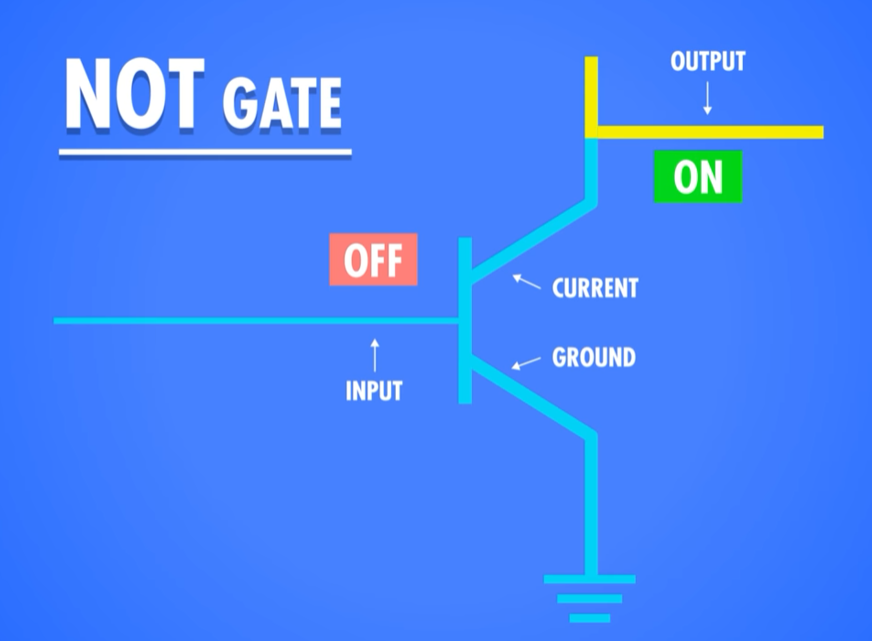 NOT GATE
OUTPUT
ON
OFF
CURRENT
GROUND
INPUT